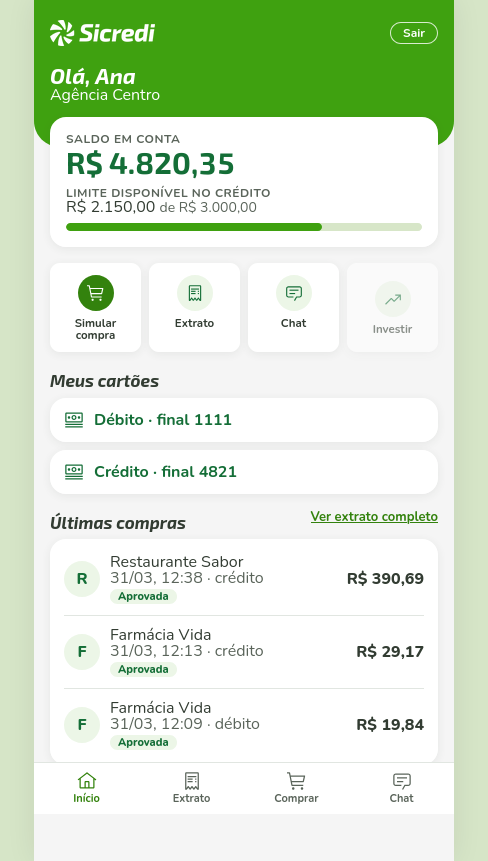 Sicredi
Sair
Olá, Ana
Agência Centro
SALDO EM CONTA
R$ 4.820,35
LIMITE DISPONÍVEL NO CRÉDITO
R$ 2.150,00 de R$ 3.000,00
Simular
compra
Extrato
Chat
Investir
Meus cartões
Débito · final 1111
Crédito · final 4821
Últimas compras
Ver extrato completo
R
Restaurante Sabor
31/03, 12:38 · crédito
Aprovada
R$ 390,69
F
Farmácia Vida
31/03, 12:13 · crédito
Aprovada
R$ 29,17
F
Farmácia Vida
31/03, 12:09 · débito
Aprovada
R$ 19,84
Início
Extrato
Comprar
Chat